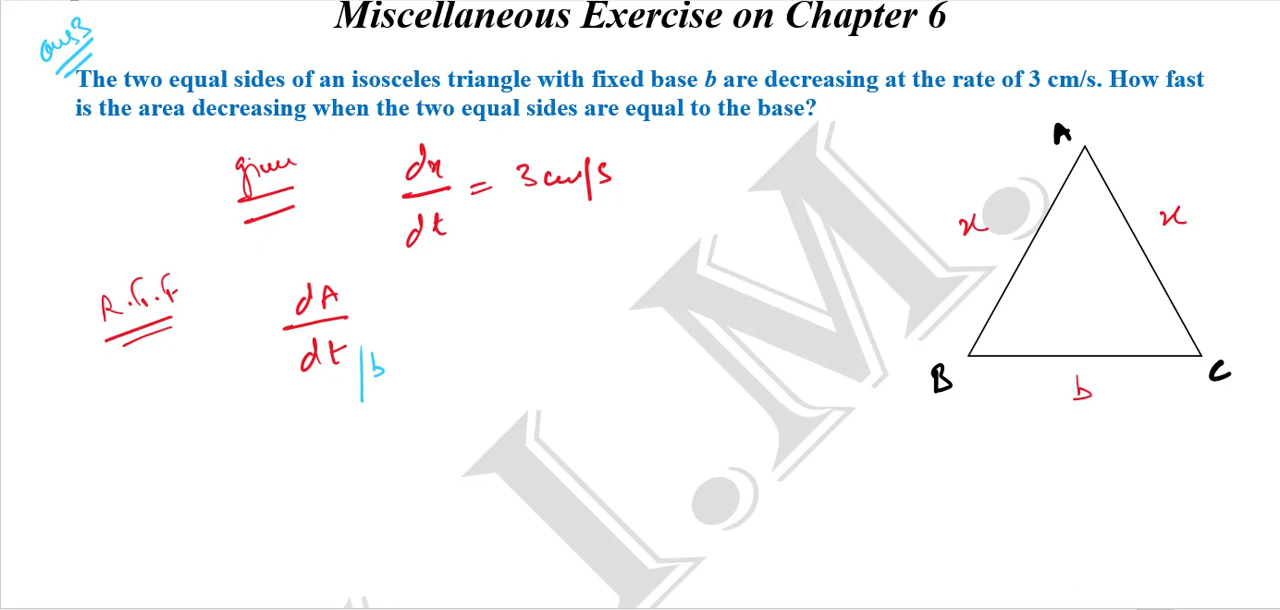 Miscellaneous Exercise on Chapter 6
Ques 3
The two equal sides of an isosceles triangle with fixed base b are decreasing at the rate of 3 cm/s. How fast
is the area decreasing when the two equal sides are equal to the base?
given dx/dt = 3 cm/s
dA/dt |b
A
x x
B C
b
I.M.